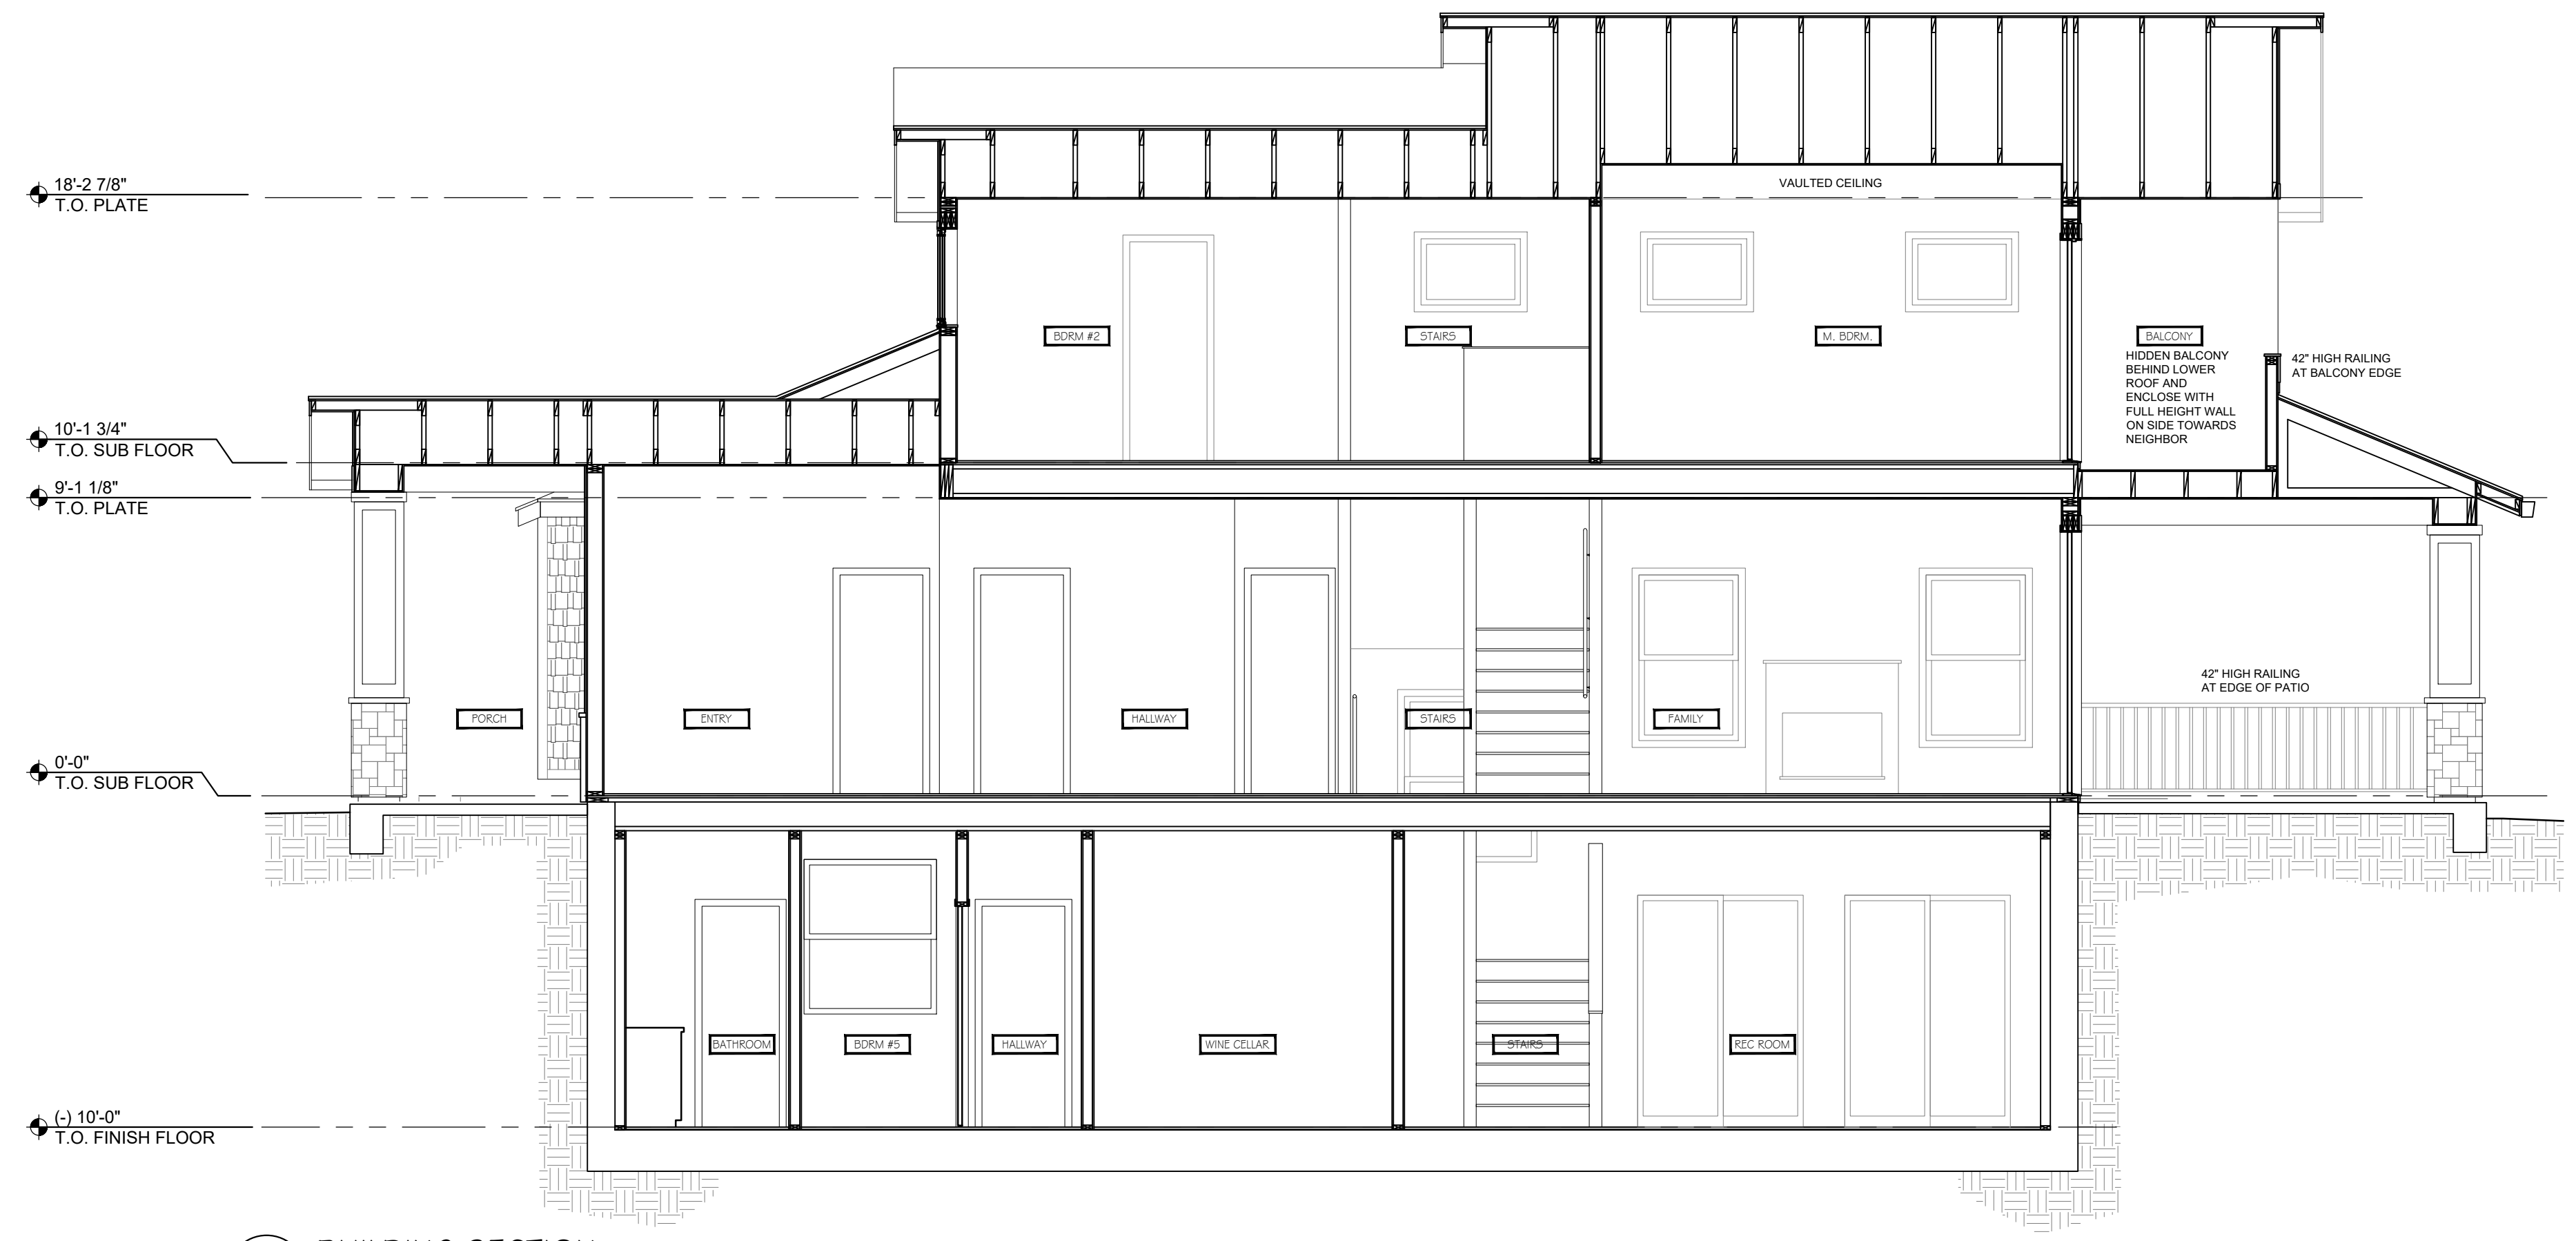 VAULTED CEILING
18'-2 7/8"
T.O. PLATE
BDRM #2
STAIRS
M. BDRM.
BALCONY
HIDDEN BALCONY
BEHIND LOWER
ROOF AND
ENCLOSE WITH
FULL HEIGHT WALL
ON SIDE TOWARDS
NEIGHBOR
42" HIGH RAILING
AT BALCONY EDGE
10'-1 3/4"
T.O. SUB FLOOR
9'-1 1/8"
T.O. PLATE
42" HIGH RAILING
AT EDGE OF PATIO
PORCH
ENTRY
HALLWAY
STAIRS
FAMILY
0'-0"
T.O. SUB FLOOR
BATHROOM
BDRM #5
HALLWAY
WINE CELLAR
STAIRS
REC ROOM
(-) 10'-0"
T.O. FINISH FLOOR
BUILDING SECTION